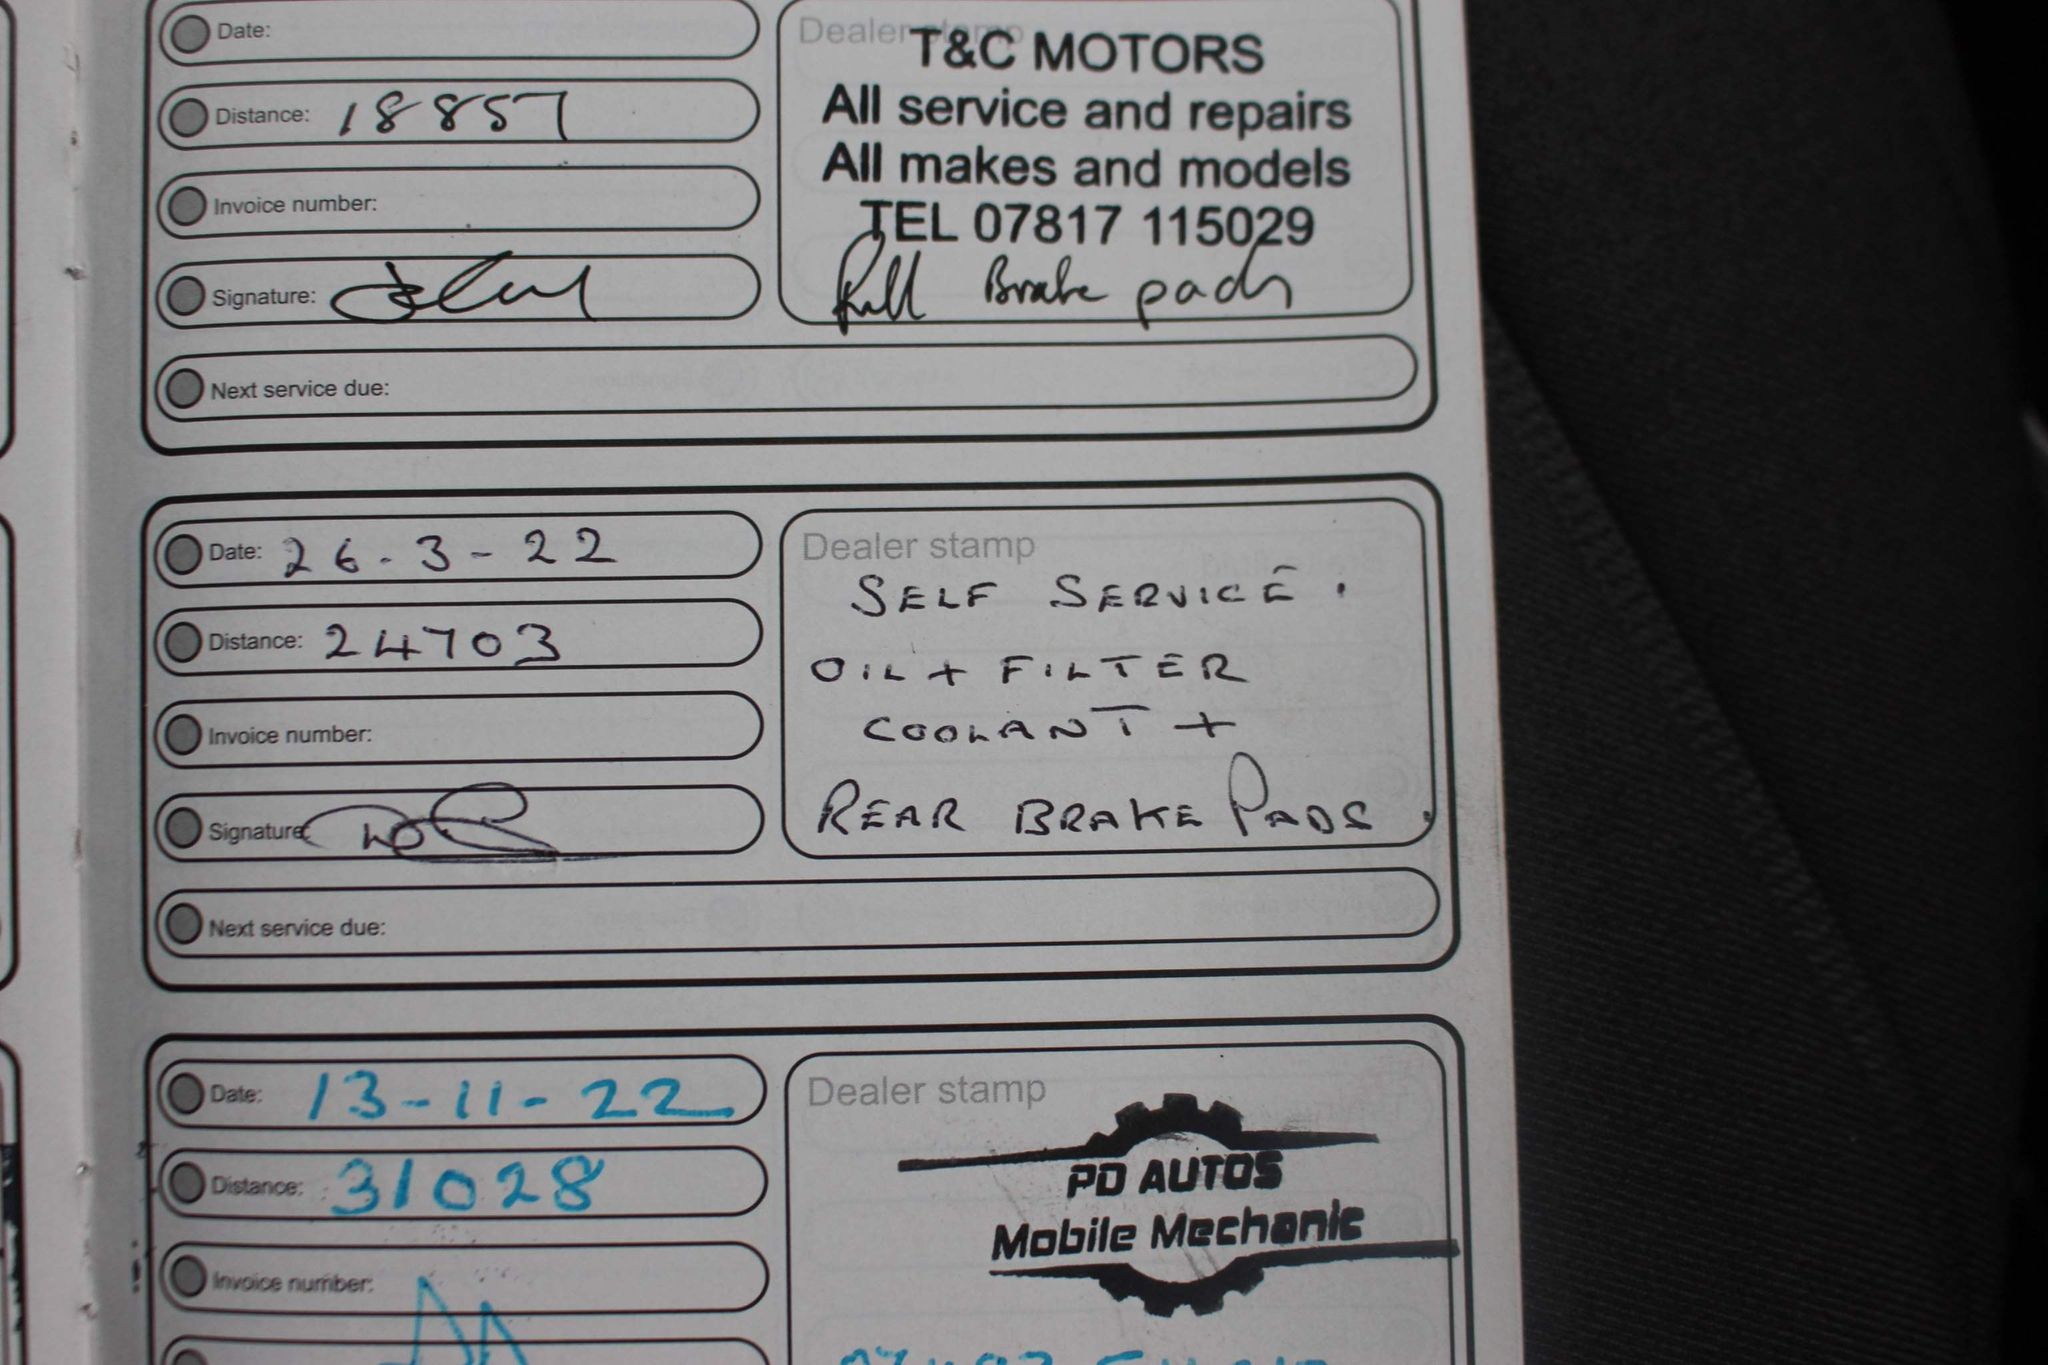 Date:
Distance: 18857
Invoice number:
Signature:
Dealer stamp
T&C MOTORS
All service and repairs
All makes and models
TEL 07817 115029
Full Brake pads
Next service due:
Date: 26-3-22
Distance: 24703
Invoice number:
Signature:
Dealer stamp
SELF SERVICE.
OIL + FILTER
COOLANT +
REAR BRAKE PADS.
Next service due:
Date: 13-11-22
Distance: 31028
Invoice number:
Dealer stamp
PD AUTOS
Mobile Mechanic